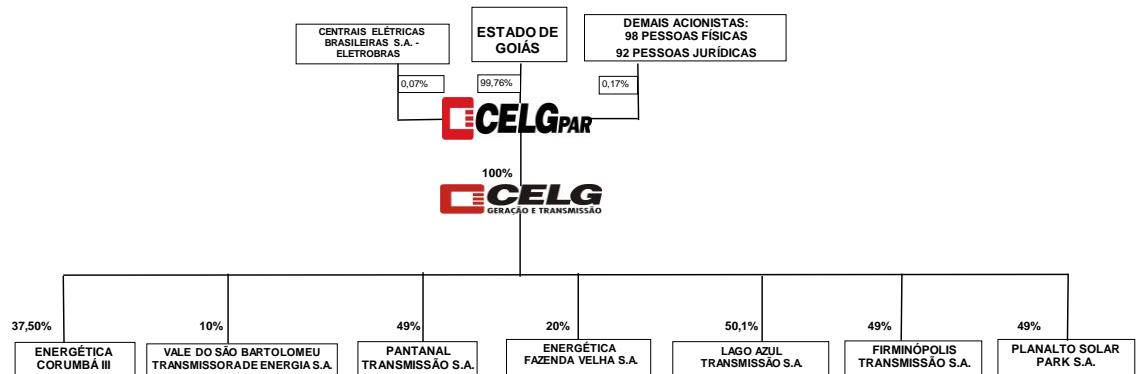 CENTRAIS ELÉTRICAS
BRASILEIRAS S.A. -
ELETROBRAS
ESTADO DE
GOIÁS
DEMAIS ACIONISTAS:
98 PESSOAS FÍSICAS
92 PESSOAS JURÍDICAS
0,07%
99,76%
0,17%
CELGPAR
100%
CELG
GERAÇÃO E TRANSMISSÃO
37,50%
10%
49%
20%
50,1%
49%
49%
ENERGÉTICA
CORUMBÁ III
VALE DO SÃO BARTOLOMEU
TRANSMISSORA DE ENERGIA S.A.
PANTANAL
TRANSMISSÃO S.A.
ENERGÉTICA
FAZENDA VELHA S.A.
LAGO AZUL
TRANSMISSÃO S.A.
FIRMINÓPOLIS
TRANSMISSÃO S.A.
PLANALTO SOLAR
PARK S.A.